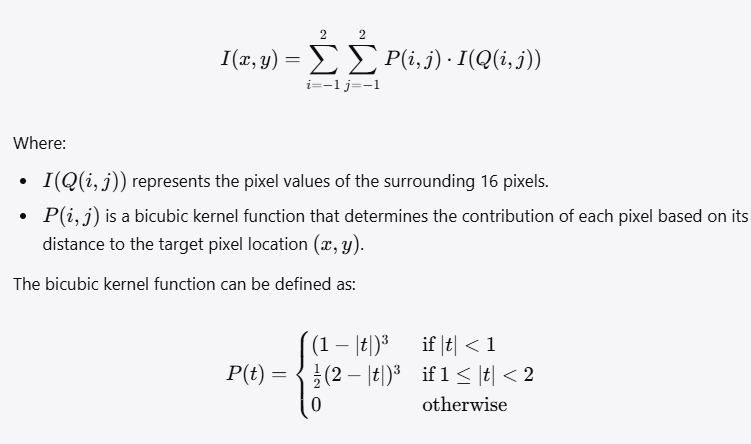 I(x, y) = \sum_{i=-1}^{2} \sum_{j=-1}^{2} P(i, j) \cdot I(Q(i, j))
Where:
• I(Q(i, j)) represents the pixel values of the surrounding 16 pixels.
• P(i, j) is a bicubic kernel function that determines the contribution of each pixel based on its
distance to the target pixel location (x, y).
The bicubic kernel function can be defined as:
P(t) = \begin{cases} (1 - |t|)^3 & \text{if } |t| < 1 \\ \frac{1}{2}(2 - |t|)^3 & \text{if } 1 \leq |t| < 2 \\ 0 & \text{otherwise} \end{cases}